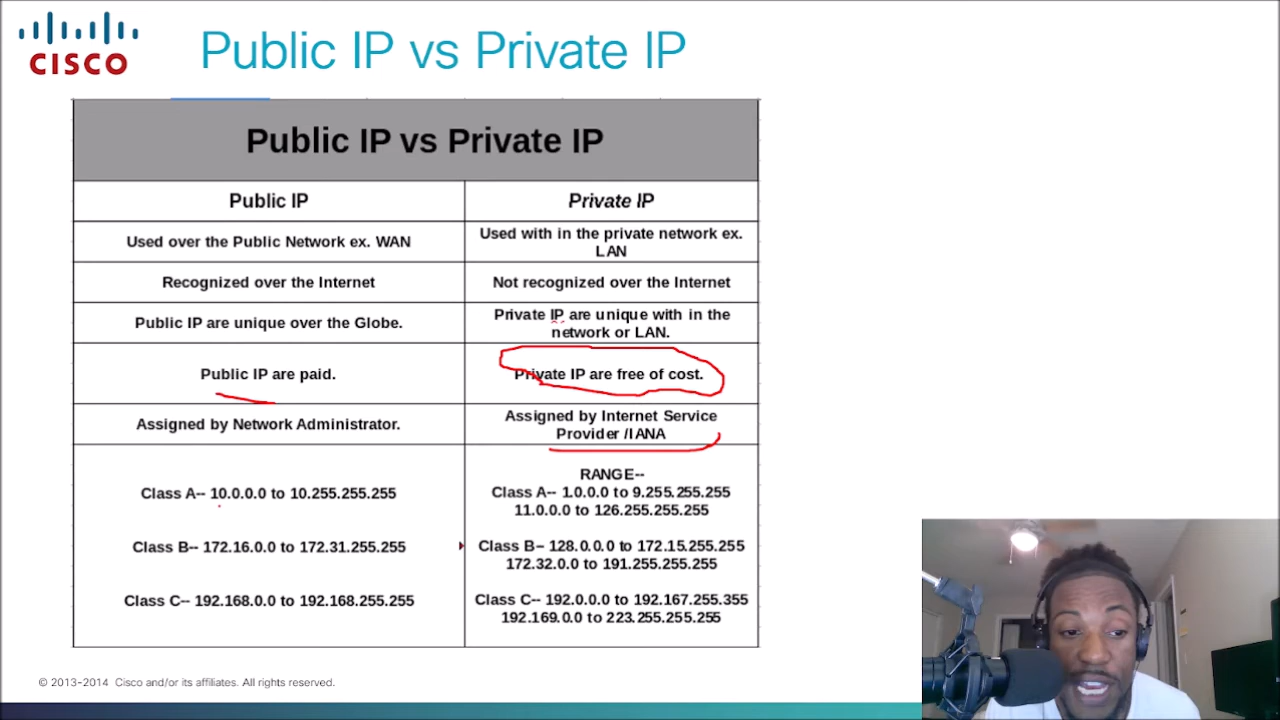 CISCO
Public IP vs Private IP
Public IP vs Private IP
Public IP
Private IP
Used over the Public Network ex. WAN
Used with in the private network ex.
LAN
Recognized over the Internet
Not recognized over the Internet
Public IP are unique over the Globe.
Private IP are unique with in the
network or LAN.
Public IP are paid.
Private IP are free of cost.
Assigned by Network Administrator.
Assigned by Internet Service
Provider /IANA
Class A-- 10.0.0.0 to 10.255.255.255
Class B-- 172.16.0.0 to 172.31.255.255
Class C-- 192.168.0.0 to 192.168.255.255
RANGE--
Class A-- 1.0.0.0 to 9.255.255.255
11.0.0.0 to 126.255.255.255
Class B– 128.0.0.0 to 172.15.255.255
172.32.0.0 to 191.255.255.255
Class C-- 192.0.0.0 to 192.167.255.355
192.169.0.0 to 223.255.255.255
© 2013-2014 Cisco and/or its affiliates. All rights reserved.